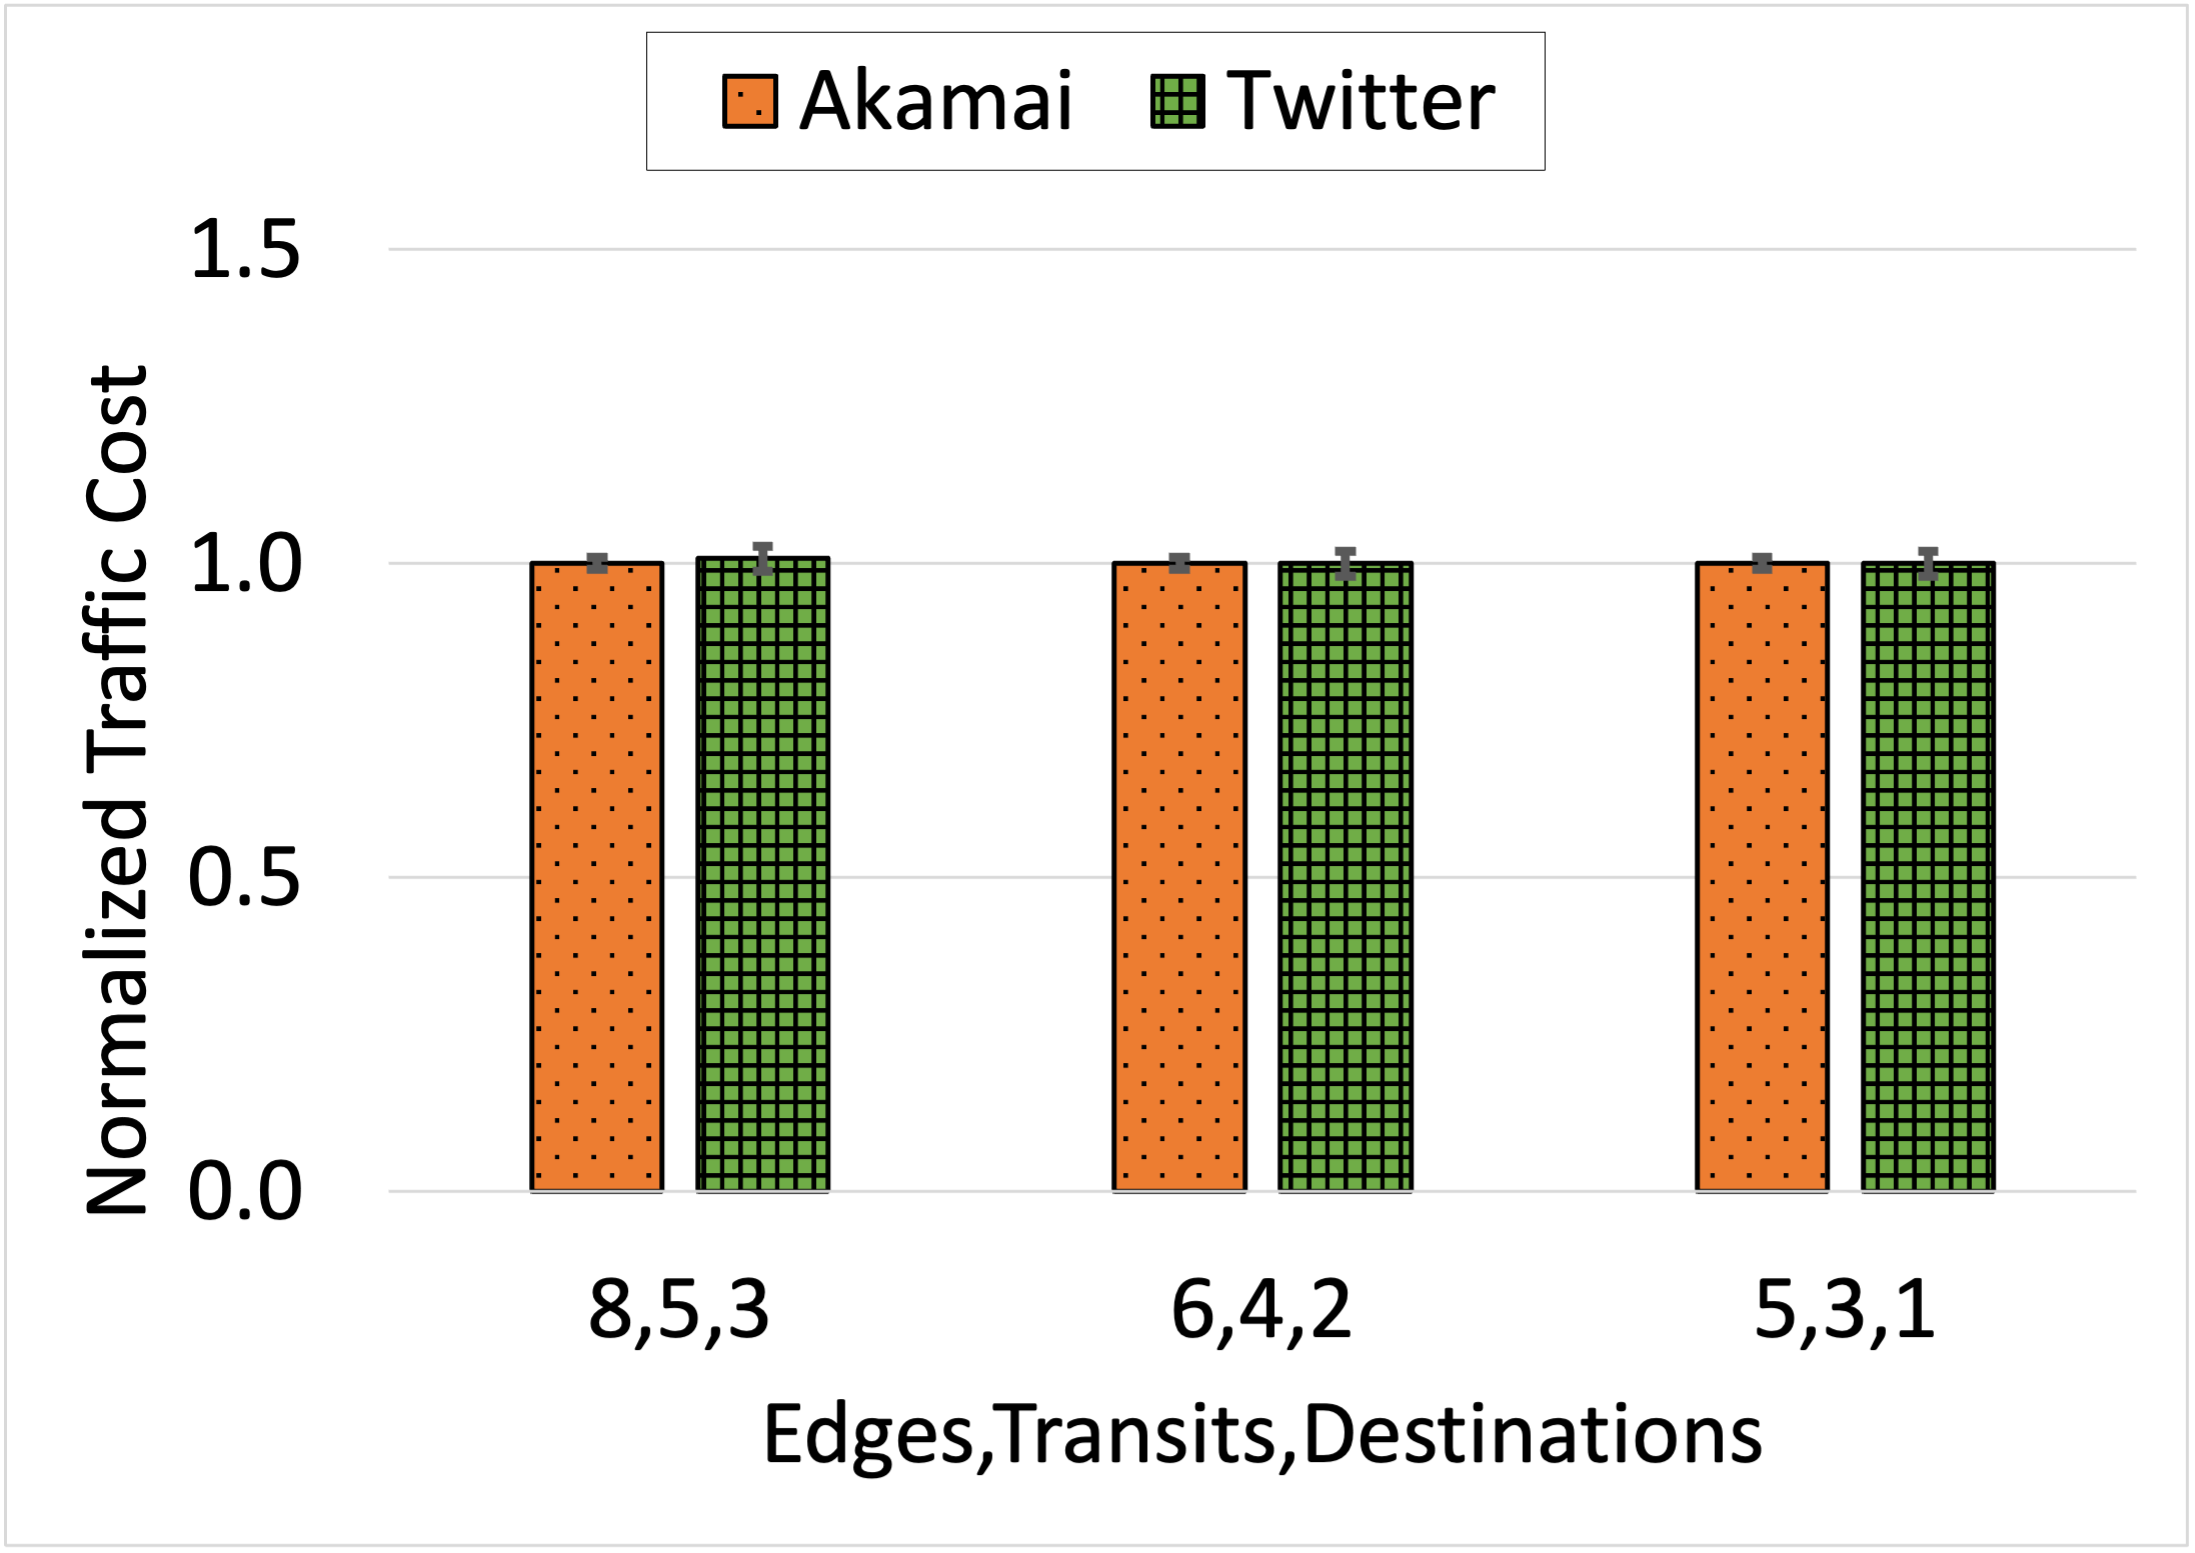 Akamai Twitter
1.5
1.0
0.5
0.0
Normalized Traffic Cost
8,5,3 6,4,2 5,3,1
Edges,Transits,Destinations